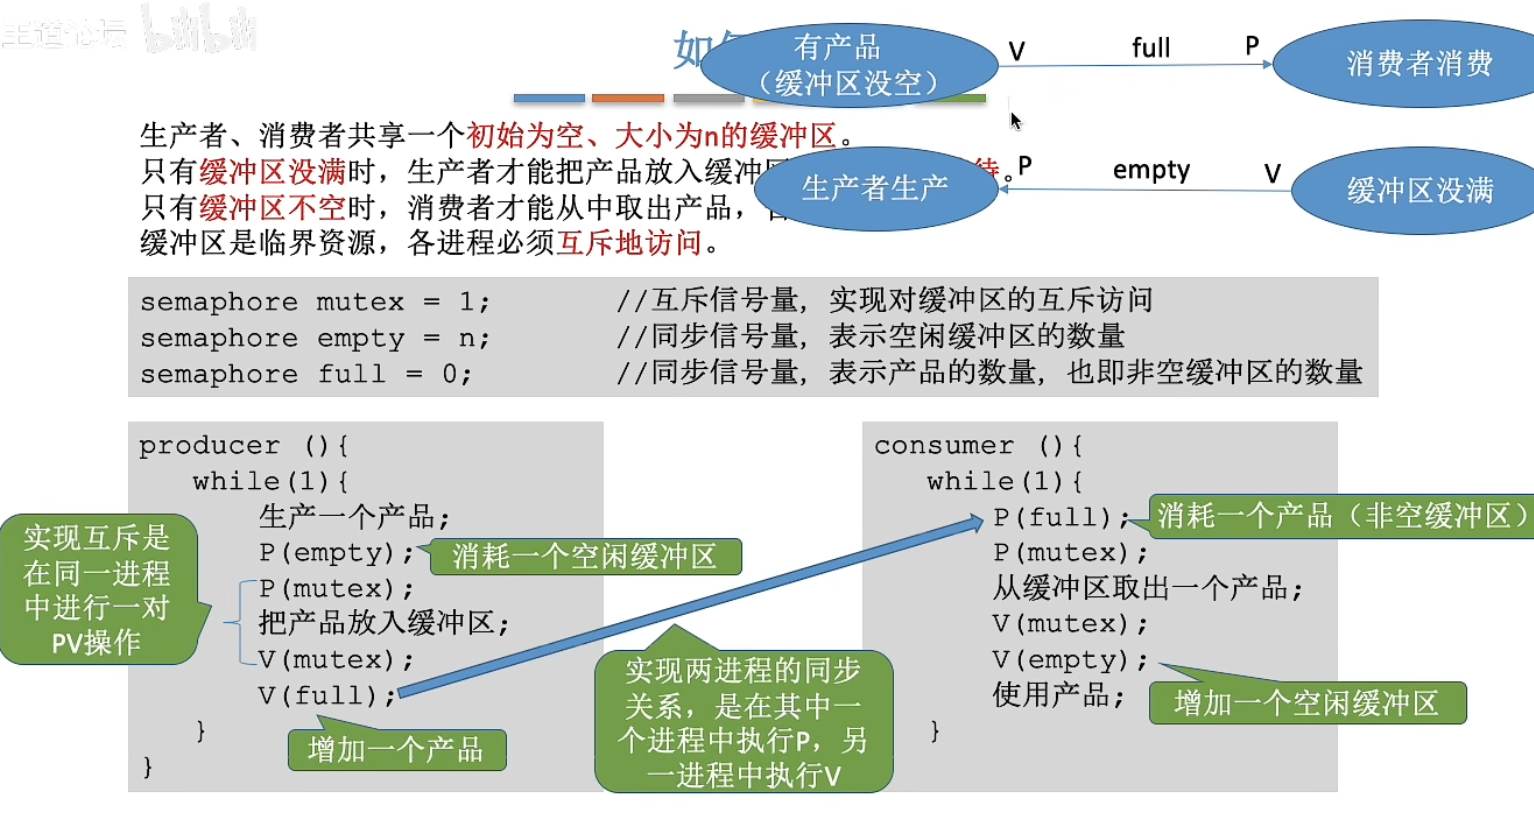 王道论坛 bilibili
如
有产品
（缓冲区没空）
V full P
消费者消费
生产者、消费者共享一个初始为空、大小为n的缓冲区。
只有缓冲区没满时，生产者才能把产品放入缓冲区
待。
P empty V
生产者生产
缓冲区没满
只有缓冲区不空时，消费者才能从中取出产品，
缓冲区是临界资源，各进程必须互斥地访问。
semaphore mutex = 1; //互斥信号量，实现对缓冲区的互斥访问
semaphore empty = n; //同步信号量，表示空闲缓冲区的数量
semaphore full = 0; //同步信号量，表示产品的数量，也即非空缓冲区的数量
producer (){
while(1){
生产一个产品;
P(empty);
消耗一个空闲缓冲区
P(mutex);
把产品放入缓冲区;
V(mutex);
V(full);
增加一个产品
}
}
实现互斥是
在同一进程
中进行一对
PV操作
实现两进程的同步
关系，是在其中一
个进程中执行P，另
一进程中执行V
consumer (){
while(1){
P(full);
消耗一个产品（非空缓冲区）
P(mutex);
从缓冲区取出一个产品;
V(mutex);
V(empty);
增加一个空闲缓冲区
使用产品;
}